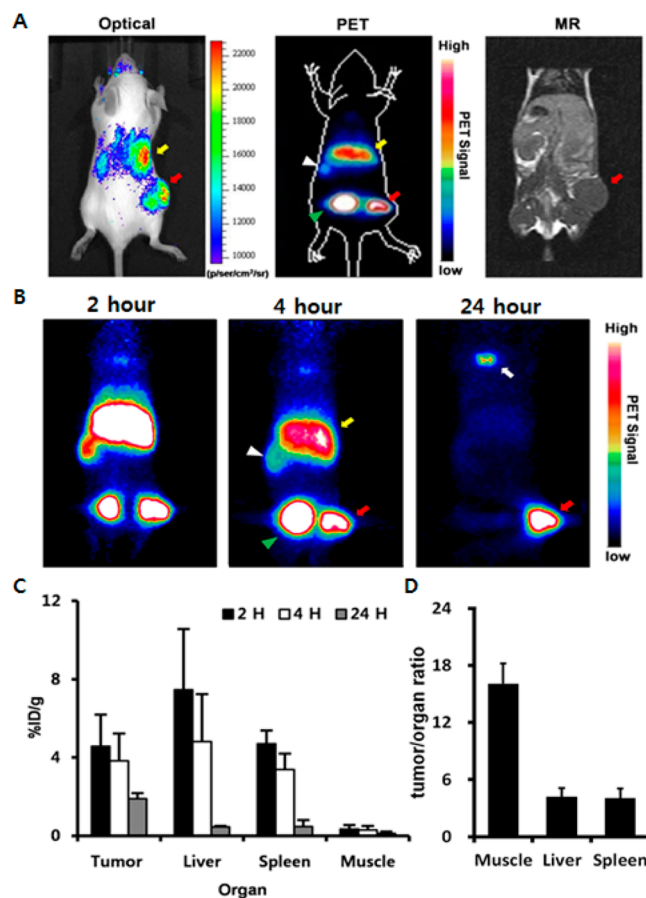 A
Optical
PET
MR
22000
20000
18000
16000
14000
12000
10000
(p/ser/cm²/sr)
High
PET Signal
low
B
2 hour
4 hour
24 hour
High
PET Signal
low
C
D
12
8
4
0
%ID/g
2 H
4 H
24 H
Tumor
Liver
Spleen
Muscle
Organ
24
18
12
6
0
tumor/organ ratio
Muscle
Liver
Spleen